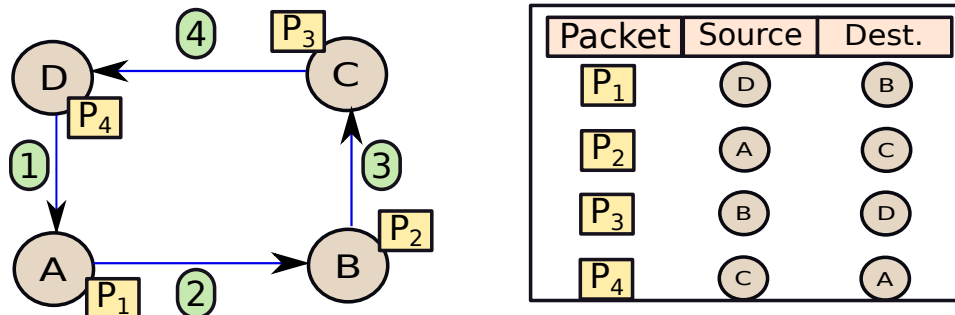 4
P3
D
C
P4
1
3
P2
A
B
P1
2
Packet Source Dest.
P1 D B
P2 A C
P3 B D
P4 C A